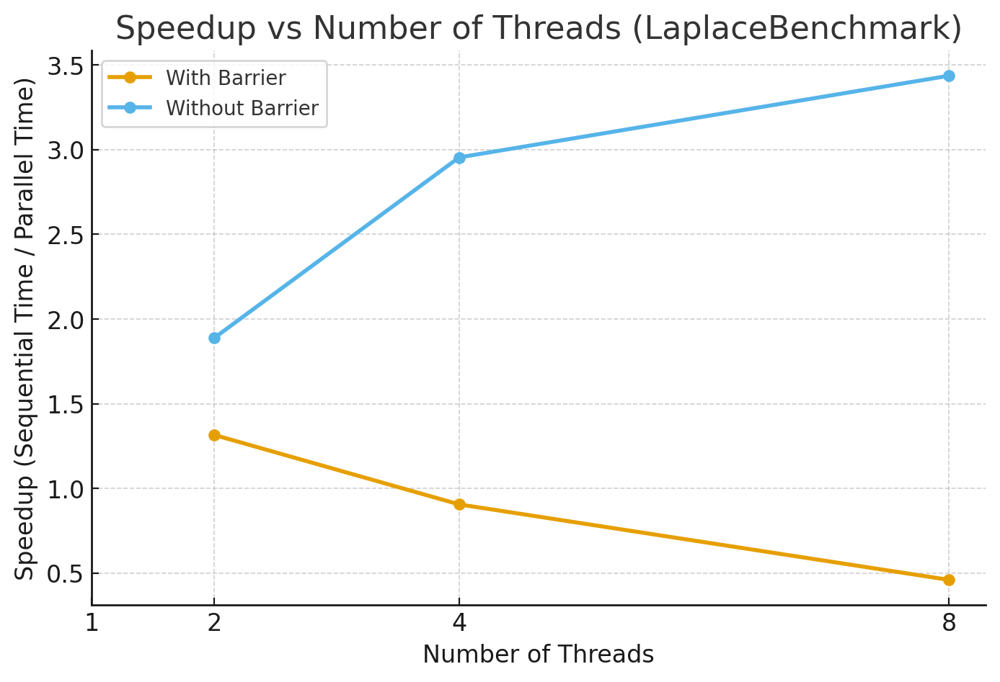 Speedup vs Number of Threads (LaplaceBenchmark)
With Barrier
Without Barrier
Speedup (Sequential Time / Parallel Time)
3.5
3.0
2.5
2.0
1.5
1.0
0.5
1 2 4 8
Number of Threads